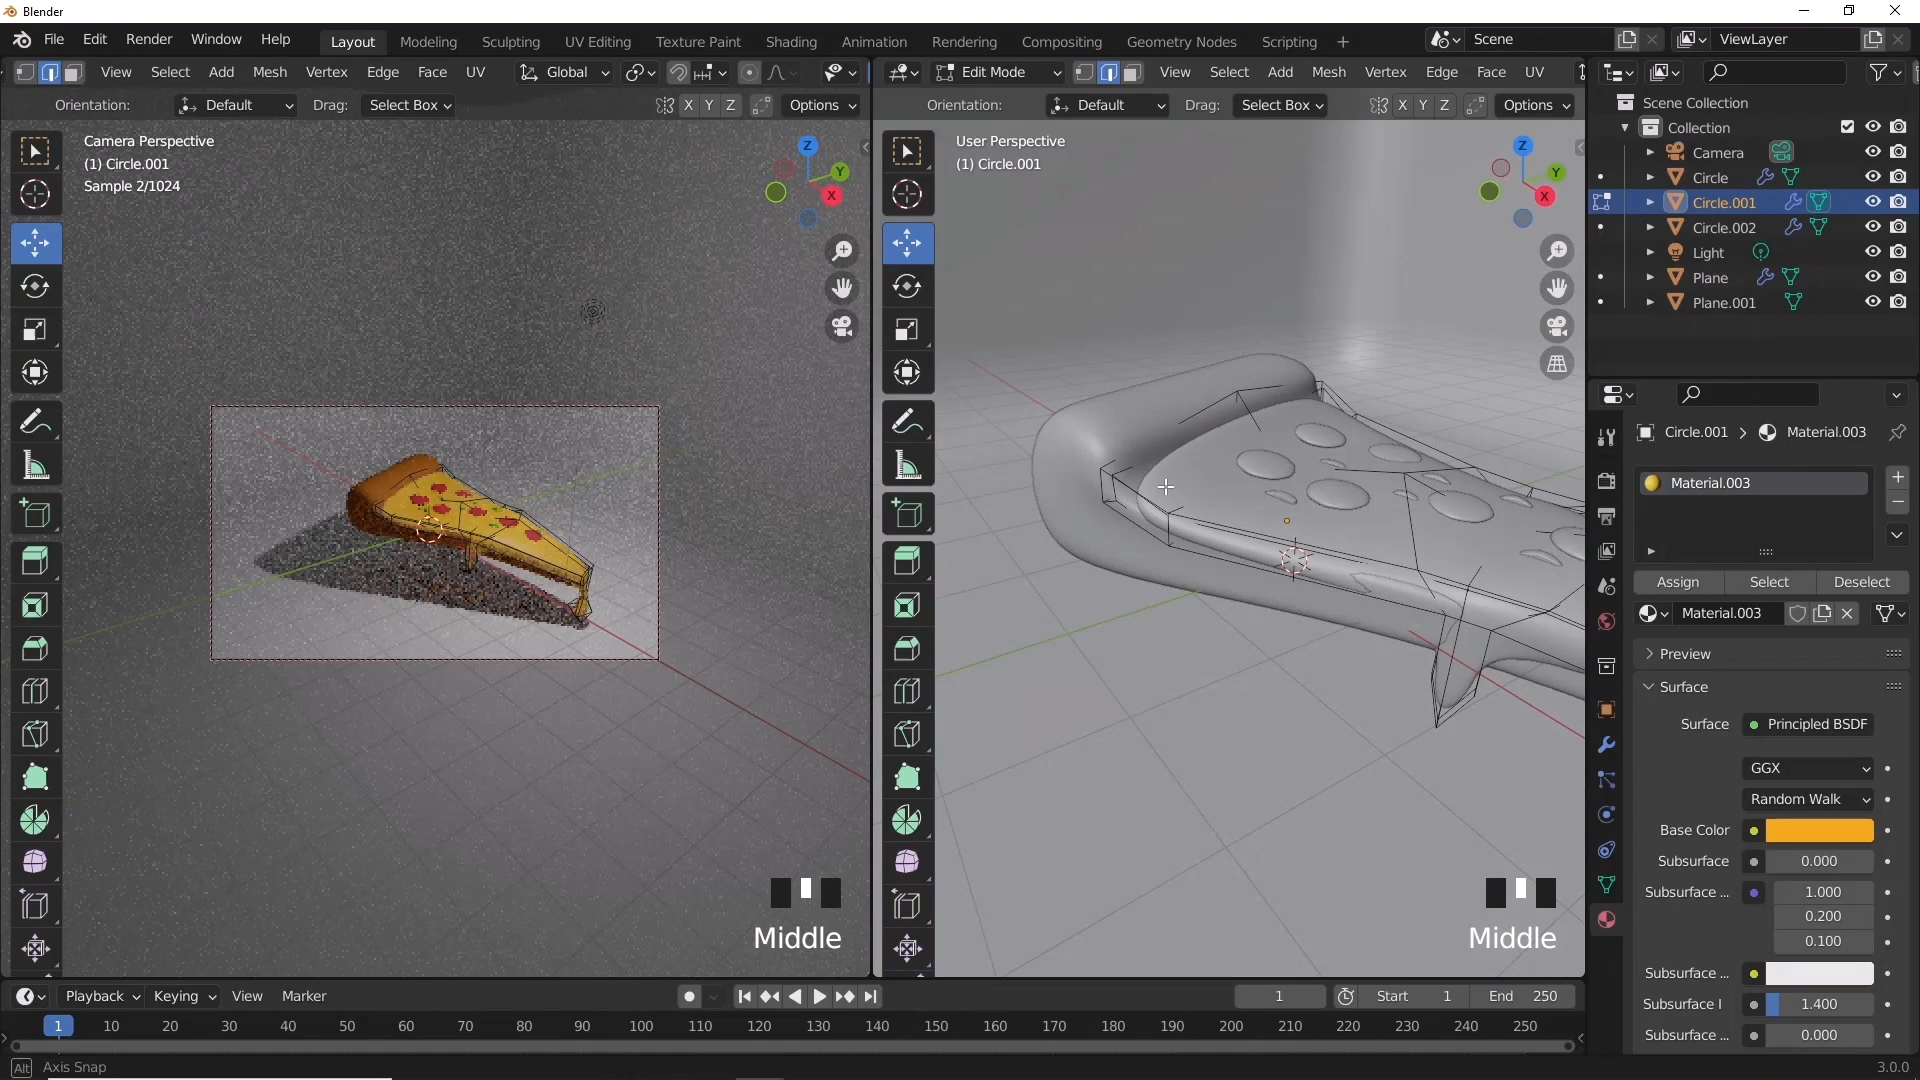 Blender
File Edit Render Window Help Layout Modeling Sculpting UV Editing Texture Paint Shading Animation Rendering Compositing Geometry Nodes Scripting + Scene ViewLayer
View Select Add Mesh Vertex Edge Face UV Global
Orientation: Default Drag: Select Box X Y Z Options
Camera Perspective
(1) Circle.001
Sample 2/1024
Z
Y
X
Middle
Edit Mode View Select Add Mesh Vertex Edge Face UV
Orientation: Default Drag: Select Box X Y Z Options
User Perspective
(1) Circle.001
Z
Y
X
Middle
Scene Collection
Collection
Camera
Circle
Circle.001
Circle.002
Light
Plane
Plane.001
Circle.001 Material.003
Material.003
Assign Select Deselect
Material.003
Preview
Surface
Surface Principled BSDF
GGX
Random Walk
Base Color
Subsurface 0.000
Subsurface ... 1.000
0.200
0.100
Subsurface ...
Subsurface I 1.400
Subsurface ... 0.000
Playback Keying View Marker 1 Start 1 End 250
1 10 20 30 40 50 60 70 80 90 100 110 120 130 140 150 160 170 180 190 200 210 220 230 240 250
Alt Axis Snap 3.0.0